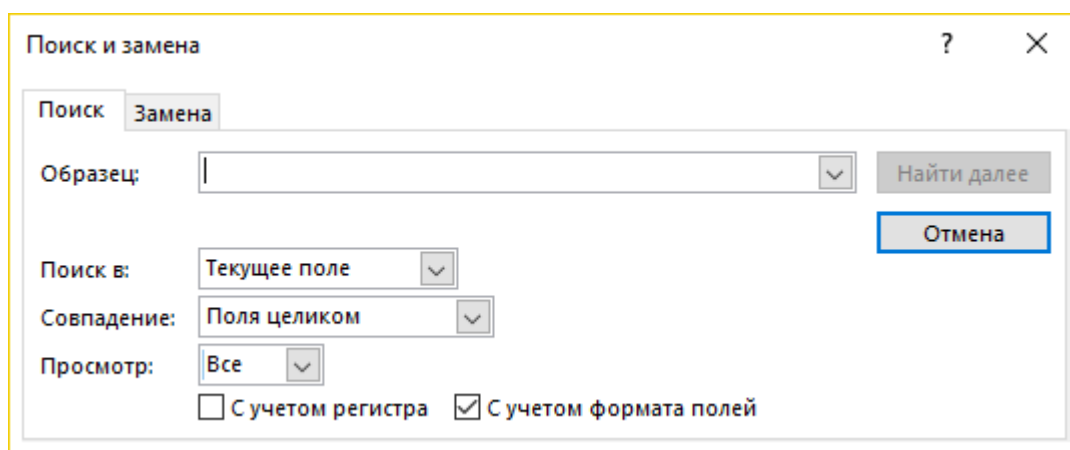 Поиск и замена ?
Поиск Замена
Образец: Найти далее
Отмена
Поиск в: Текущее поле
Совпадение: Поля целиком
Просмотр: Все
С учетом регистра С учетом формата полей